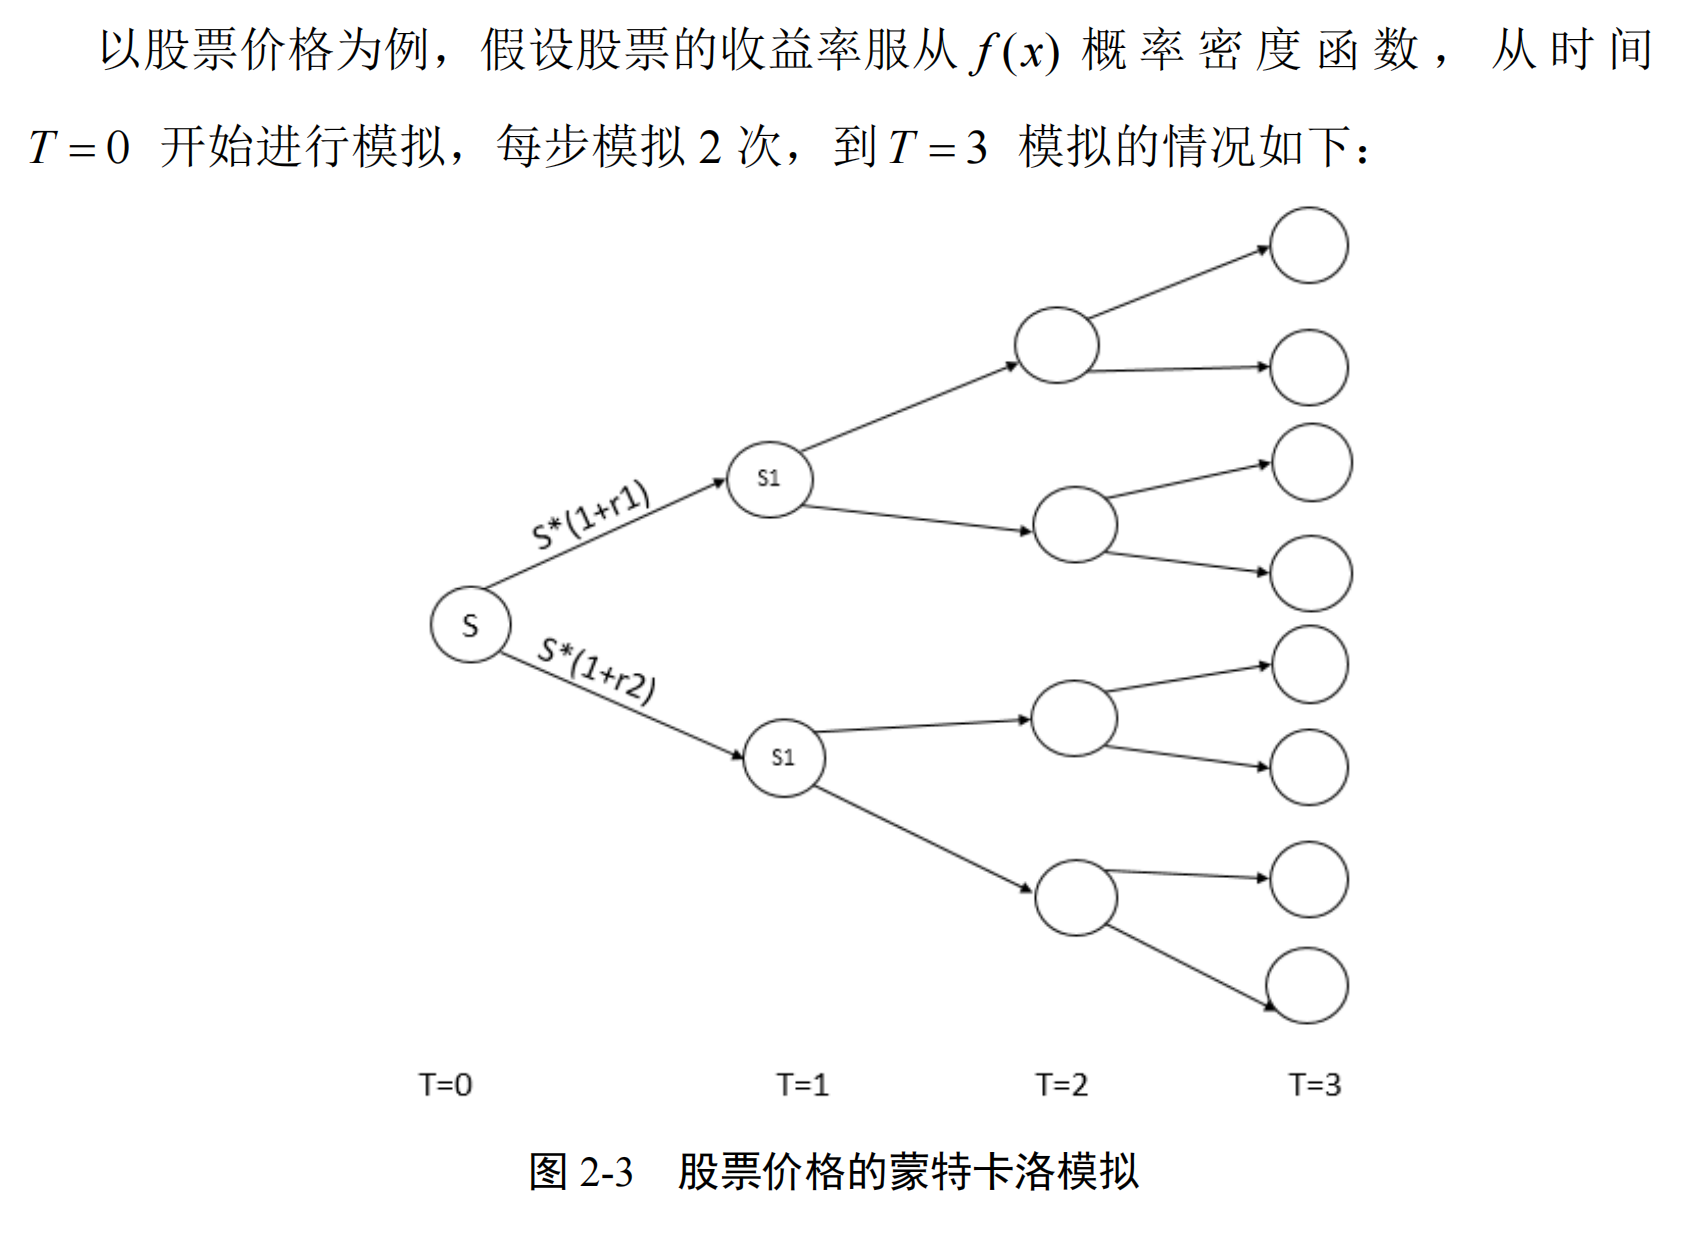 以股票价格为例，假设股票的收益率服从 f(x) 概率密度函数，从时间
T = 0 开始进行模拟，每步模拟 2 次，到 T = 3 模拟的情况如下：
S*(1+r1)
S1
S
S*(1+r2)
S1
T=0 T=1 T=2 T=3
图 2-3 股票价格的蒙特卡洛模拟